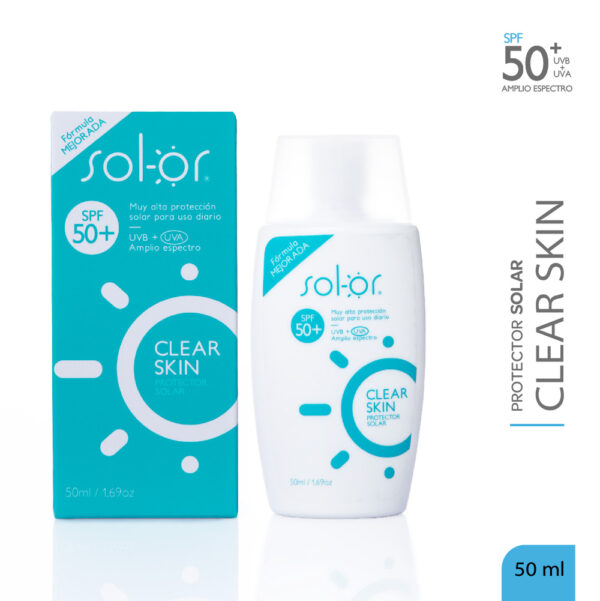 SPF
50+
UVB
+
UVA
AMPLIO ESPECTRO
Fórmula
MEJORADA
sol-or®
SPF
50+
Muy alta protección
solar para uso diario
UVB + UVA
Amplio espectro
CLEAR
SKIN
PROTECTOR
SOLAR
50ml / 1.69oz
Fórmula
MEJORADA
sol-or®
SPF
50+
Muy alta protección
solar para uso diario
UVB + UVA
Amplio espectro
CLEAR
SKIN
PROTECTOR
SOLAR
50ml / 1.69oz
PROTECTOR SOLAR
CLEAR SKIN
50 ml